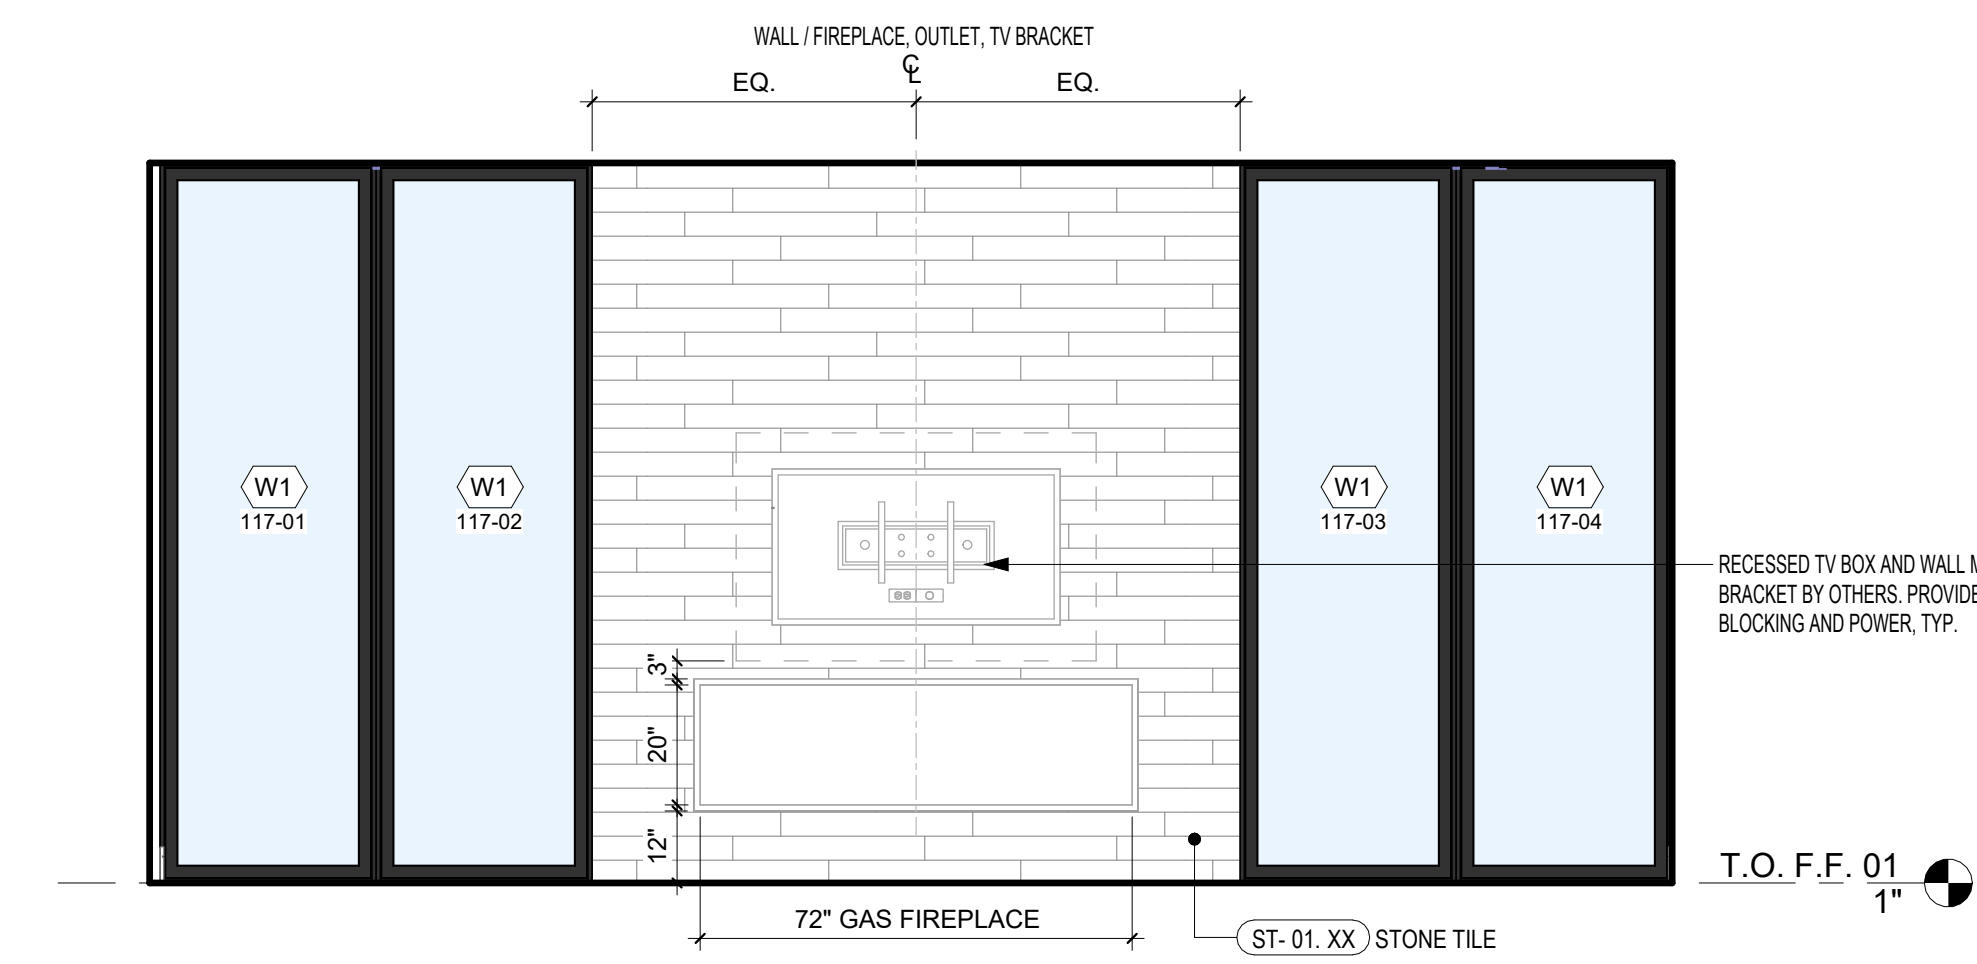 WALL / FIREPLACE, OUTLET, TV BRACKET
CL
EQ. EQ.
W1
117-01
W1
117-02
W1
117-03
W1
117-04
RECESSED TV BOX AND WALL
BRACKET BY OTHERS. PROVIDE
BLOCKING AND POWER, TYP.
3"
20"
12"
72" GAS FIREPLACE
ST- 01. XX STONE TILE
T.O. F.F. 01
1"